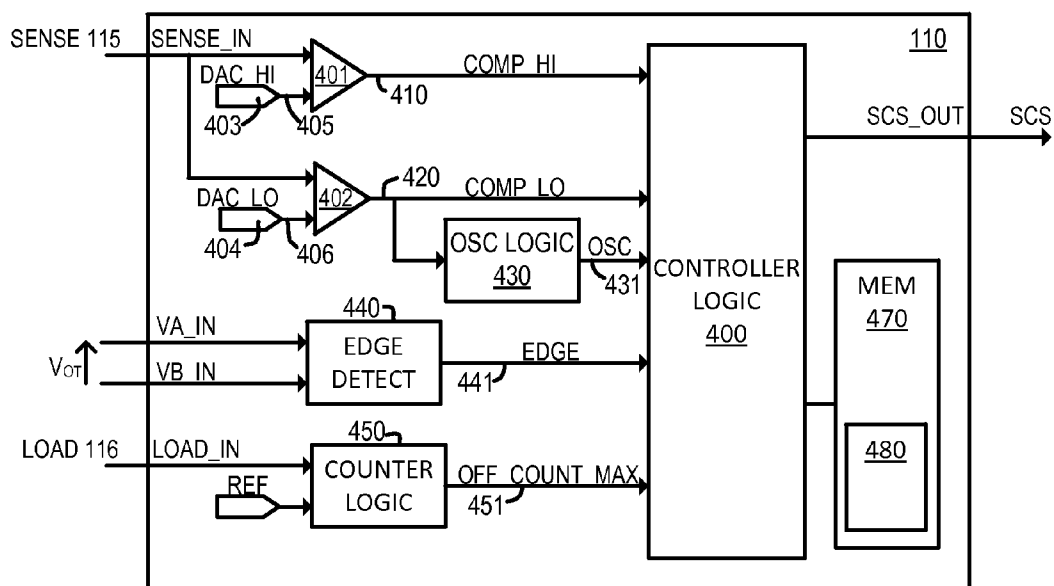 110
SENSE 115
SENSE_IN
DAC_HI
401
403
405
410
COMP_HI
SCS_OUT
SCS
DAC_LO
402
404
406
420
COMP_LO
OSC LOGIC
430
OSC
431
CONTROLLER
LOGIC
400
MEM
470
480
VOT
VA_IN
VB_IN
440
EDGE
DETECT
EDGE
441
LOAD 116
LOAD_IN
REF
450
COUNTER
LOGIC
OFF_COUNT_MAX
451